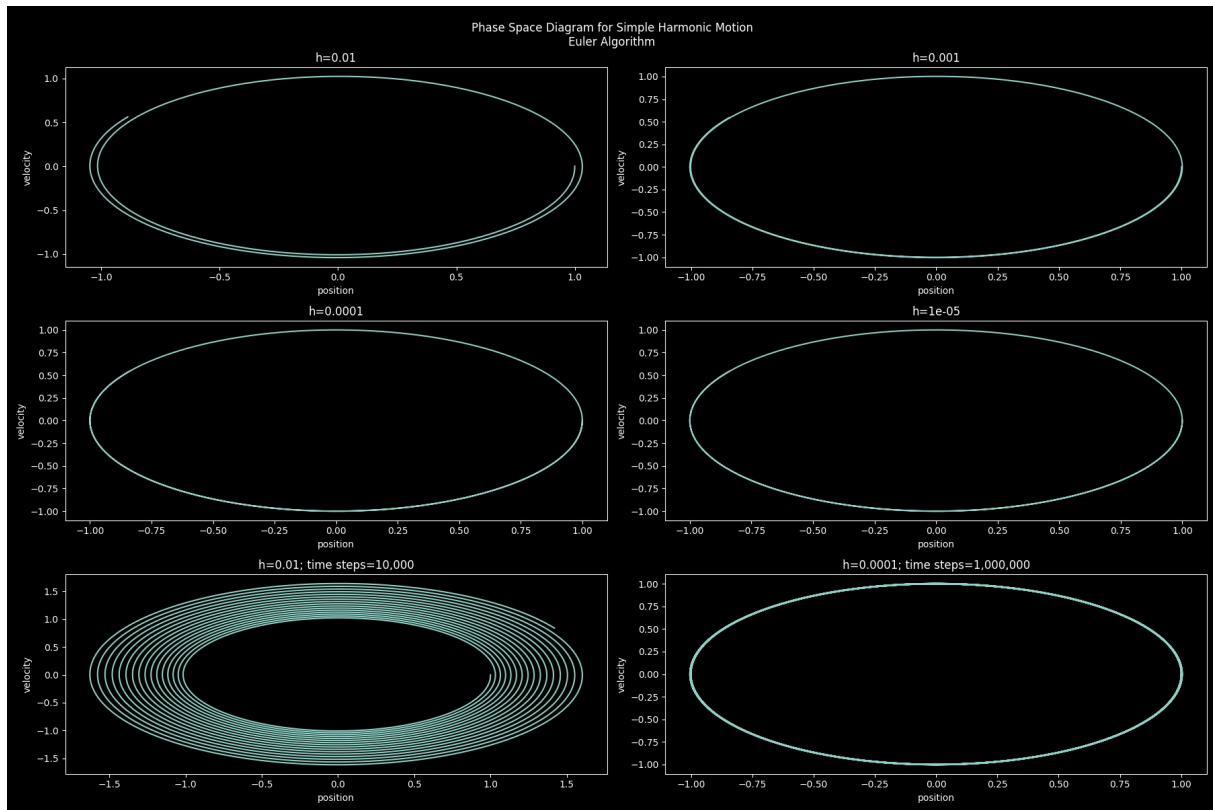 Phase Space Diagram for Simple Harmonic Motion
Euler Algorithm
h=0.01
1.0
0.5
0.0
−0.5
−1.0
velocity
−1.0 −0.5 0.0 0.5 1.0
position
h=0.001
1.00
0.75
0.50
0.25
0.00
−0.25
−0.50
−0.75
−1.00
velocity
−1.00 −0.75 −0.50 −0.25 0.00 0.25 0.50 0.75 1.00
position
h=0.0001
1.00
0.75
0.50
0.25
0.00
−0.25
−0.50
−0.75
−1.00
velocity
−1.00 −0.75 −0.50 −0.25 0.00 0.25 0.50 0.75 1.00
position
h=1e-05
1.00
0.75
0.50
0.25
0.00
−0.25
−0.50
−0.75
−1.00
velocity
−1.00 −0.75 −0.50 −0.25 0.00 0.25 0.50 0.75 1.00
position
h=0.01; time steps=10,000
1.5
1.0
0.5
0.0
−0.5
−1.0
−1.5
velocity
−1.5 −1.0 −0.5 0.0 0.5 1.0 1.5
position
h=0.0001; time steps=1,000,000
1.00
0.75
0.50
0.25
0.00
−0.25
−0.50
−0.75
−1.00
velocity
−1.00 −0.75 −0.50 −0.25 0.00 0.25 0.50 0.75 1.00
position